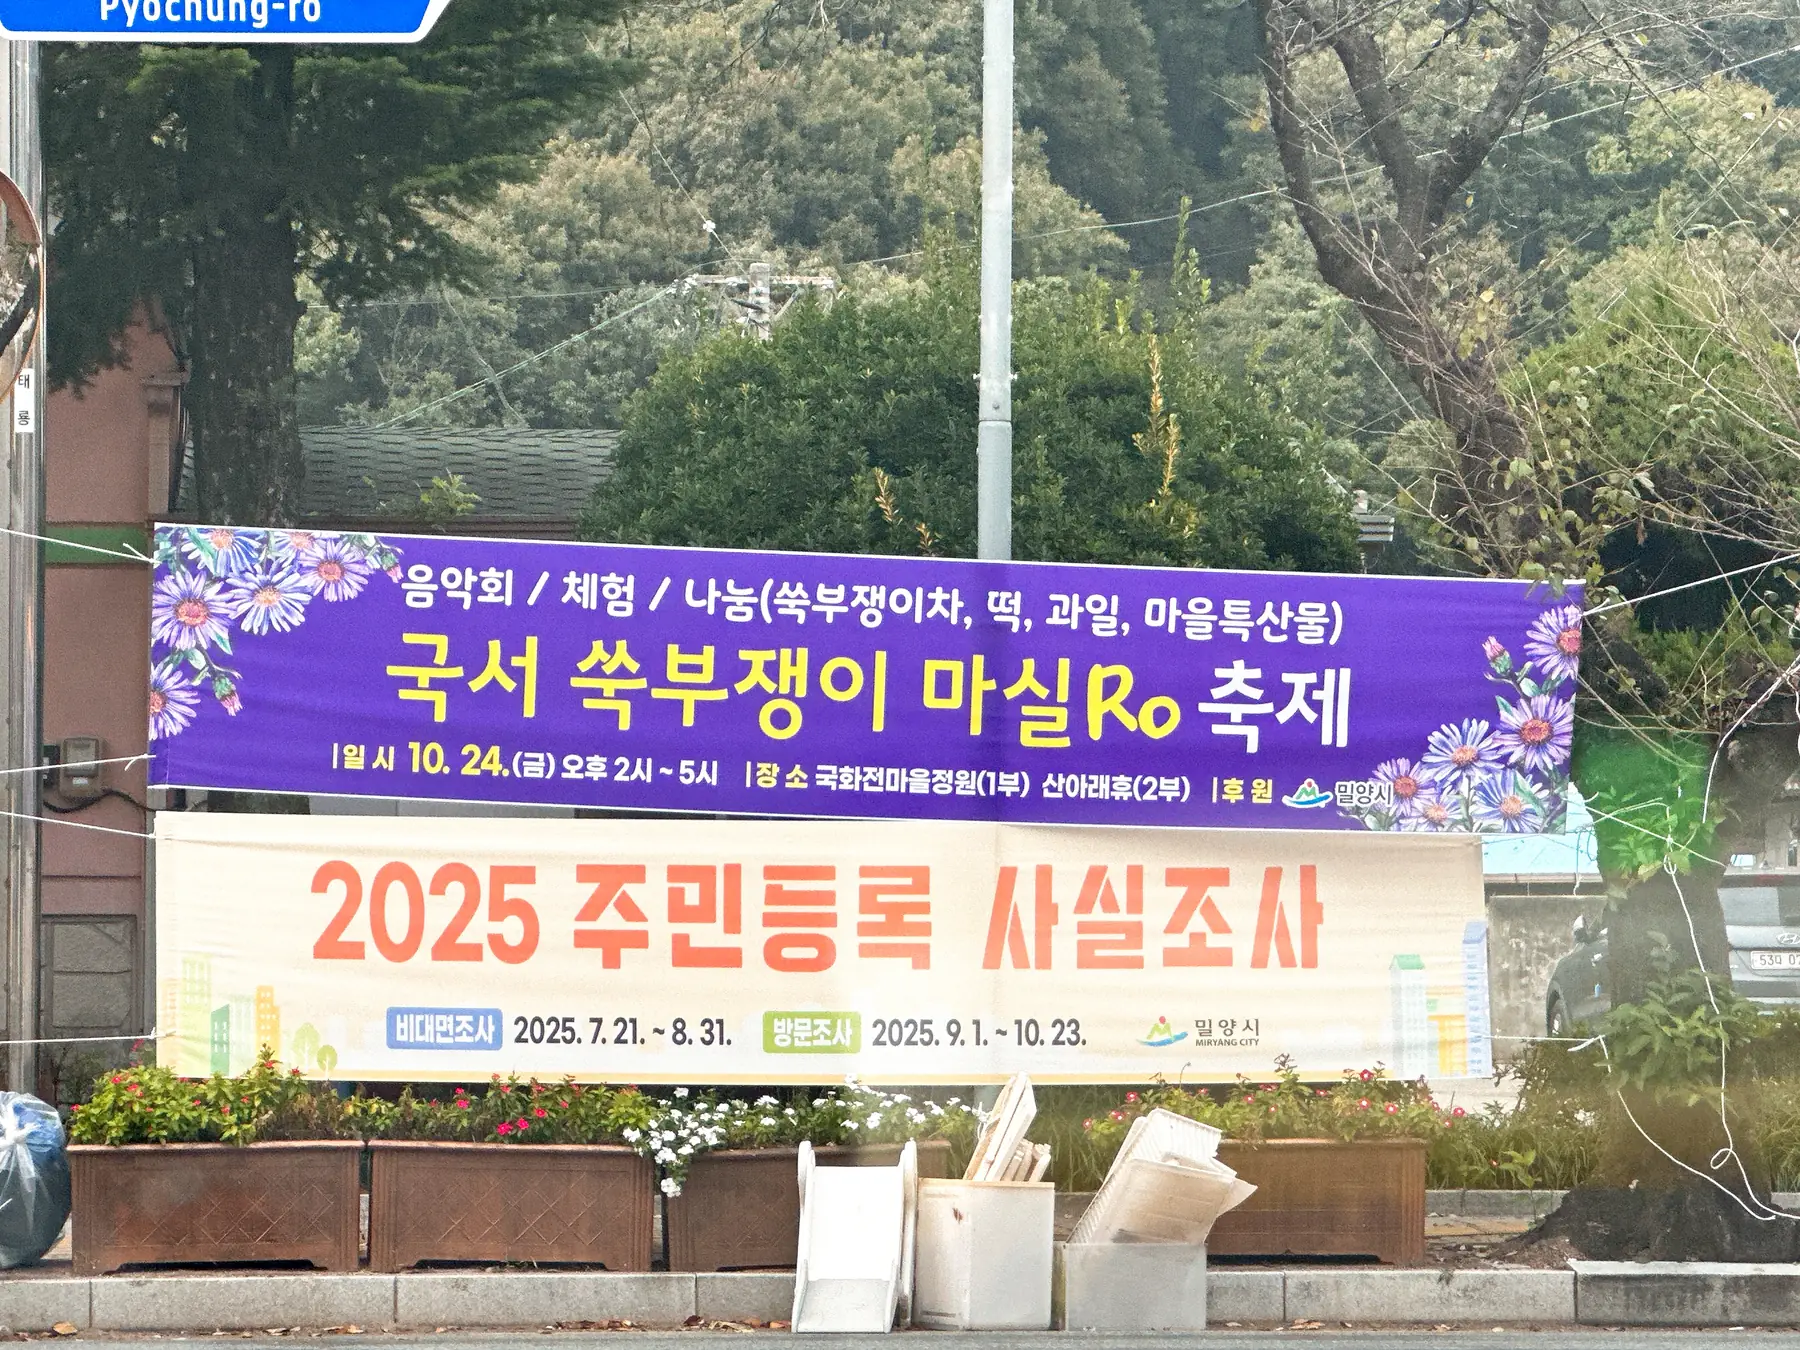 Pyochung-ro
태룡
음악회 / 체험 / 나눔(쑥부쟁이차, 떡, 과일, 마을특산물)
국서 쑥부쟁이 마실Ro 축제
|일 시 10. 24.(금) 오후 2시 ~ 5시 |장 소 국화전마을정원(1부) 산아래휴(2부) |후 원 밀양시
2025 주민등록 사실조사
비대면조사 2025. 7. 21. ~ 8. 31. 방문조사 2025. 9. 1. ~ 10. 23. 밀양시
MIRYANG CITY